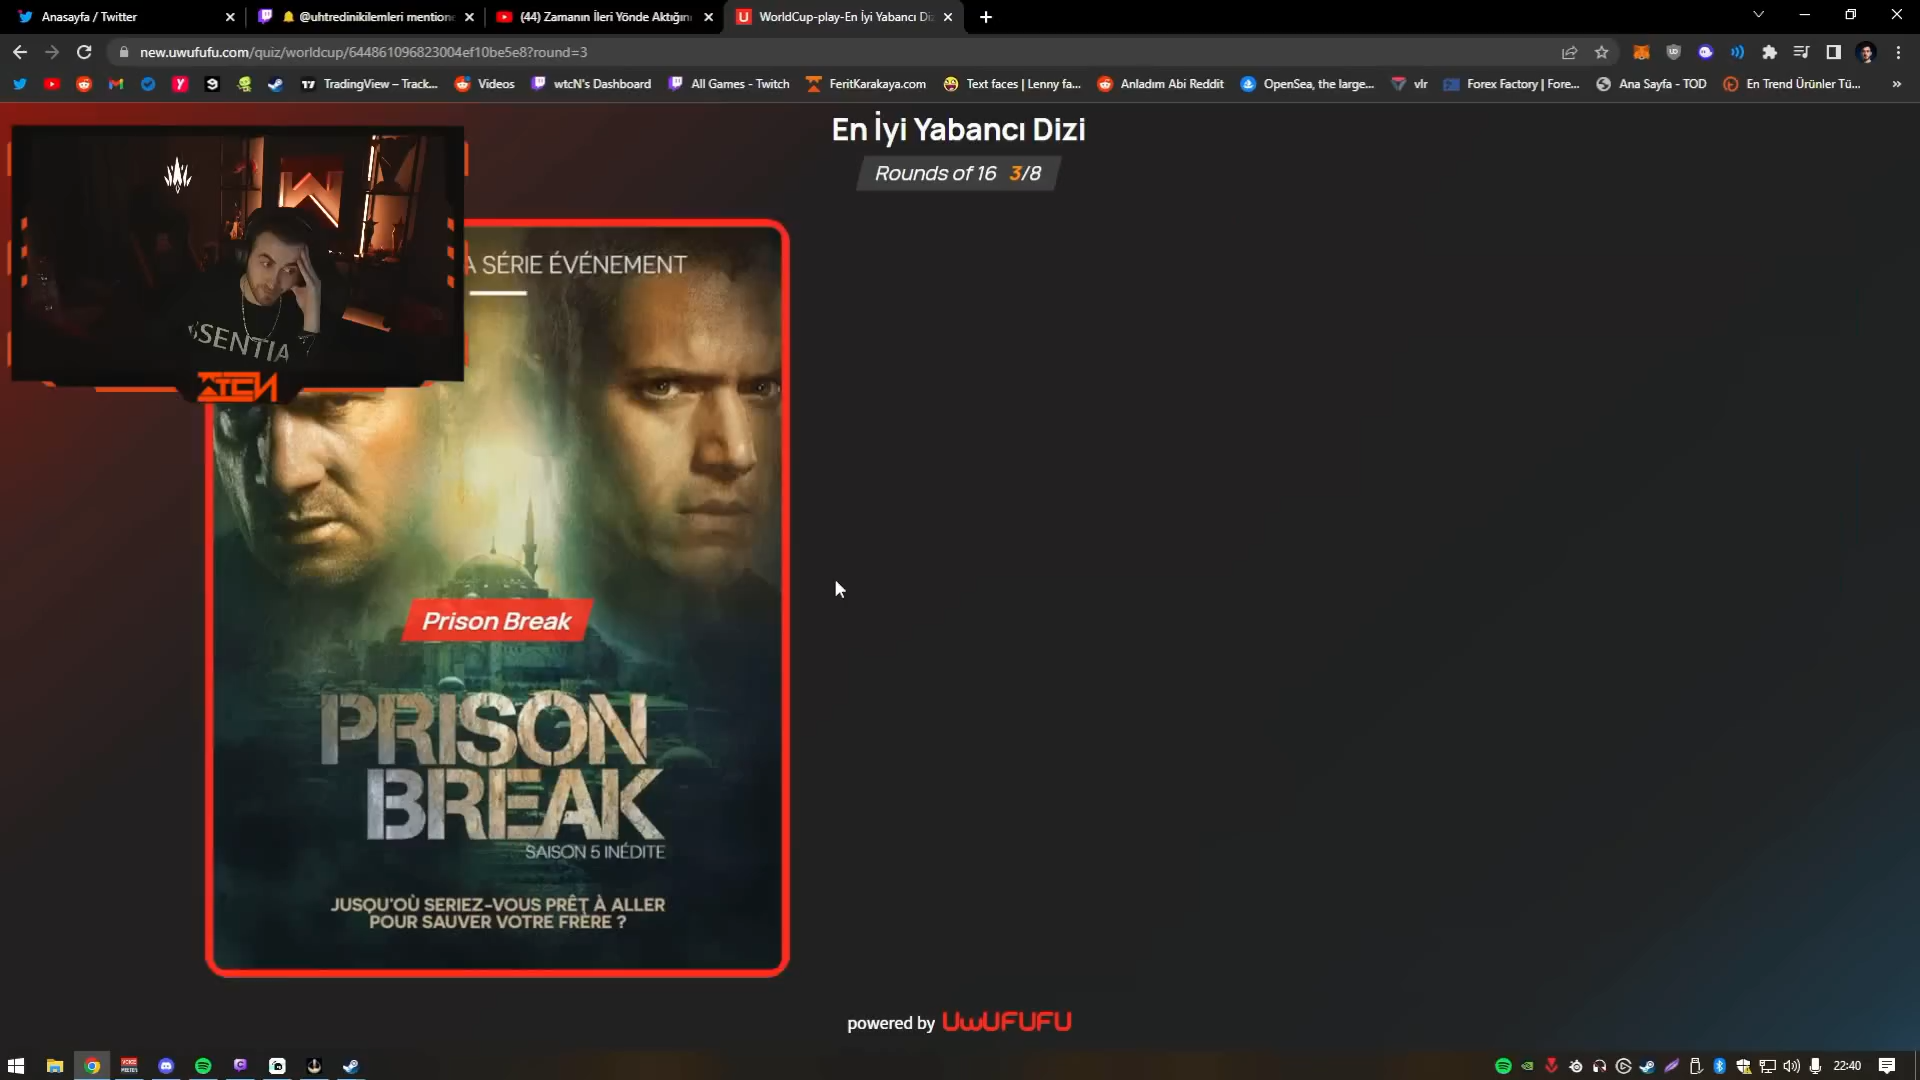 Anasayfa / Twitter
@uhtredinikilemleri mentione
(44) Zamanın İleri Yönde Aktığın
WorldCup-play-En İyi Yabancı Di
new.uwufufu.com/quiz/worldcup/644861096823004ef10be5e8?round=3
TradingView – Track...
Videos
wtcN's Dashboard
All Games - Twitch
FeritKarakaya.com
Text faces | Lenny fa...
Anladım Abi Reddit
OpenSea, the large...
vlr
Forex Factory | Fore...
Ana Sayfa - TOD
En Trend Ürünler Tü...
»
En İyi Yabancı Dizi
Rounds of 16 3/8
A SÉRIE ÉVÉNEMENT
SSENTIA
WTCN
Prison Break
PRISON
BREAK
SAISON 5 INÉDITE
JUSQU'OÙ SERIEZ-VOUS PRÊT À ALLER
POUR SAUVER VOTRE FRÈRE ?
powered by UwUFUFU
22:40